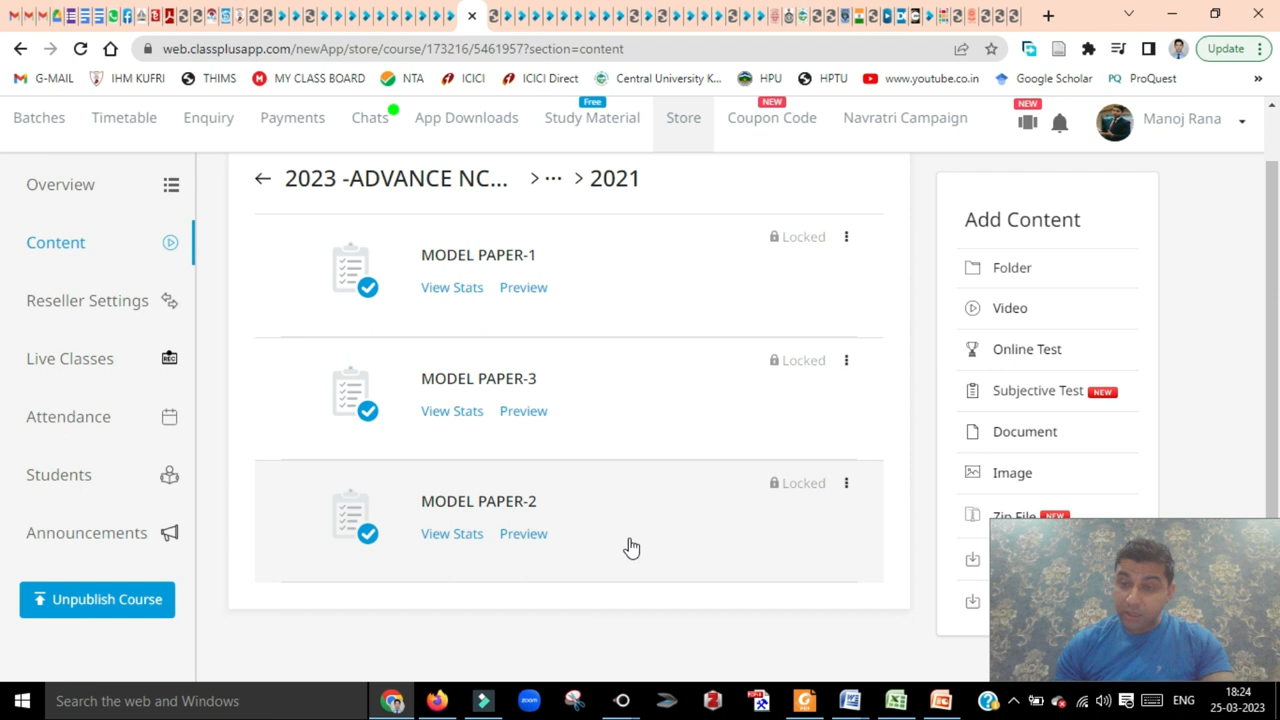 web.classplusapp.com/newApp/store/course/173216/5461957?section=content
Update
G-MAIL
IHM KUFRI
THIMS
MY CLASS BOARD
NTA
ICICI
ICICI Direct
Central University K...
HPU
HPTU
www.youtube.co.in
Google Scholar
PQ
ProQuest
»
Batches
Timetable
Enquiry
Payments
Chats
App Downloads
Free
Study Material
Store
NEW
Coupon Code
Navratri Campaign
NEW
Manoj Rana
Overview
Content
Reseller Settings
Live Classes
REC
Attendance
Students
Announcements
Unpublish Course
2023 -ADVANCE NC... > ··· > 2021
MODEL PAPER-1
Locked
View Stats Preview
MODEL PAPER-3
Locked
View Stats Preview
MODEL PAPER-2
Locked
View Stats Preview
Add Content
Folder
Video
Online Test
Subjective Test NEW
Document
Image
Zip File NEW
Search the web and Windows
zoom
ENG
18:24
25-03-2023